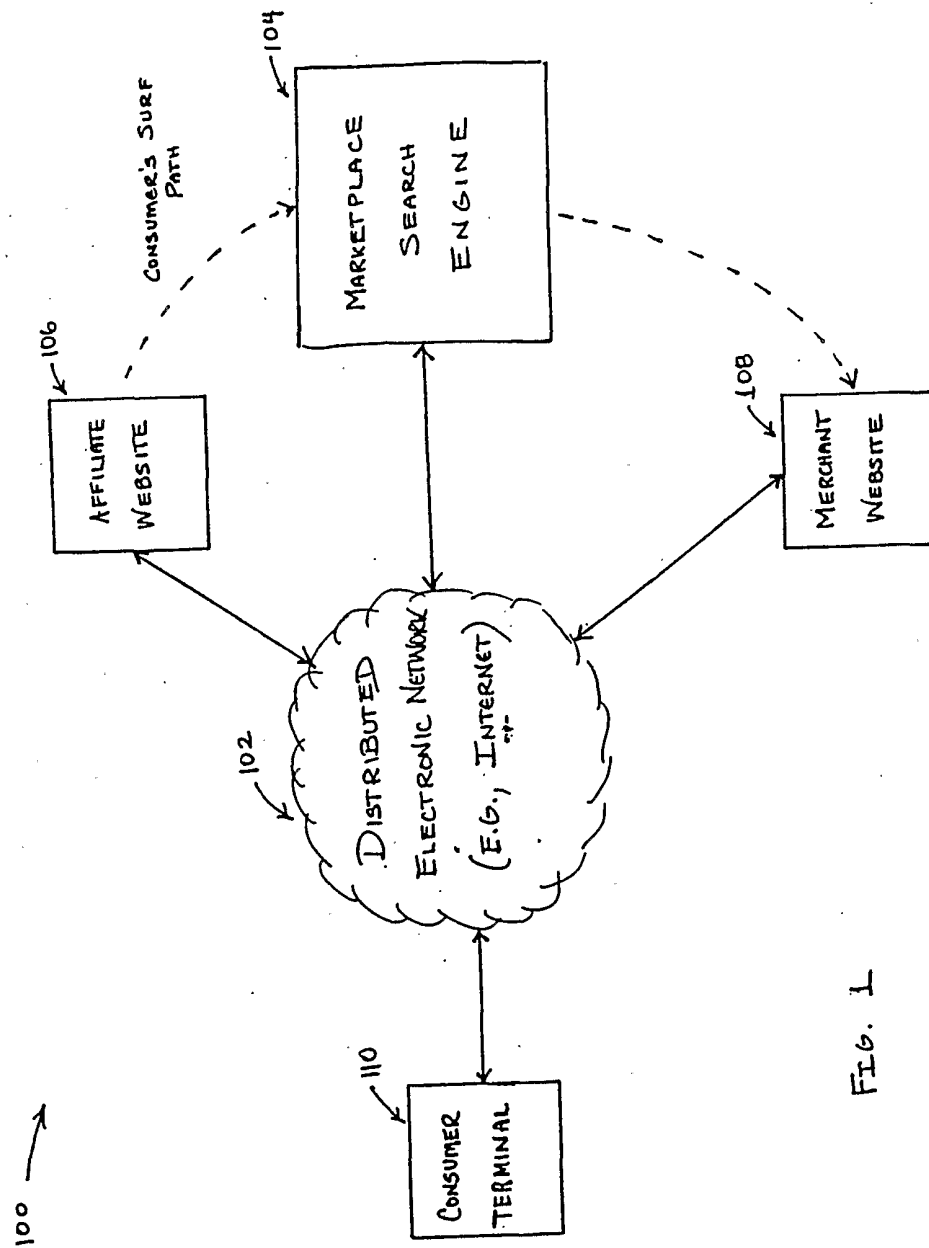 100
106
AFFILIATE
WEBSITE
CONSUMER'S SURF
PATH
104
MARKETPLACE
SEARCH
ENGINE
102
DISTRIBUTED
ELECTRONIC NETWORK
(E.G., INTERNET)
110
CONSUMER
TERMINAL
108
MERCHANT
WEBSITE
FIG. 1